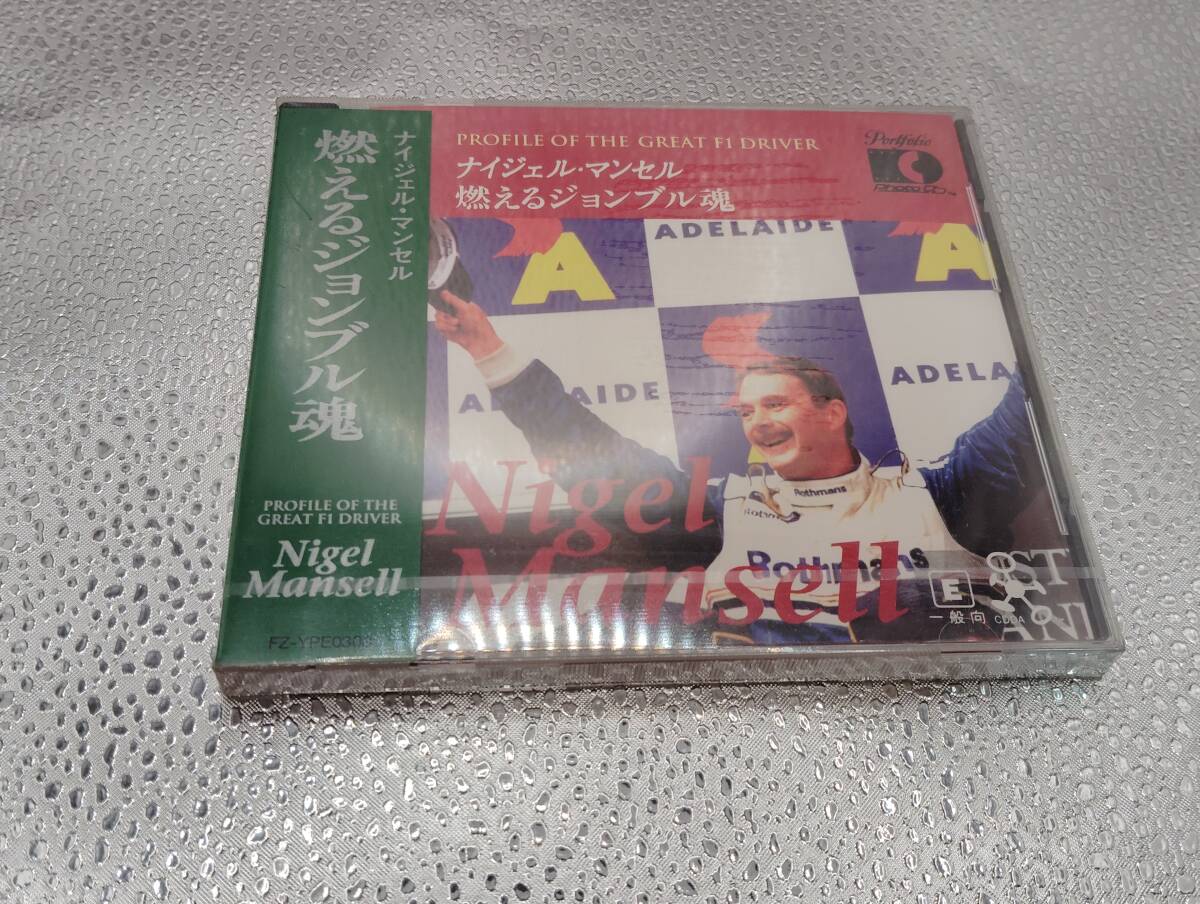 ナイジェル・マンセル
燃えるジョンブル魂
PROFILE OF THE
GREAT F1 DRIVER
Nigel
Mansell
PROFILE OF THE GREAT F1 DRIVER
ナイジェル・マンセル
燃えるジョンブル魂
Portfolio
Photo CD
A
ADELAIDE
A
ADELAIDE
ADELA
Rothmans
Rothmans
Nigel
Mansell
E
一般向
CDDA